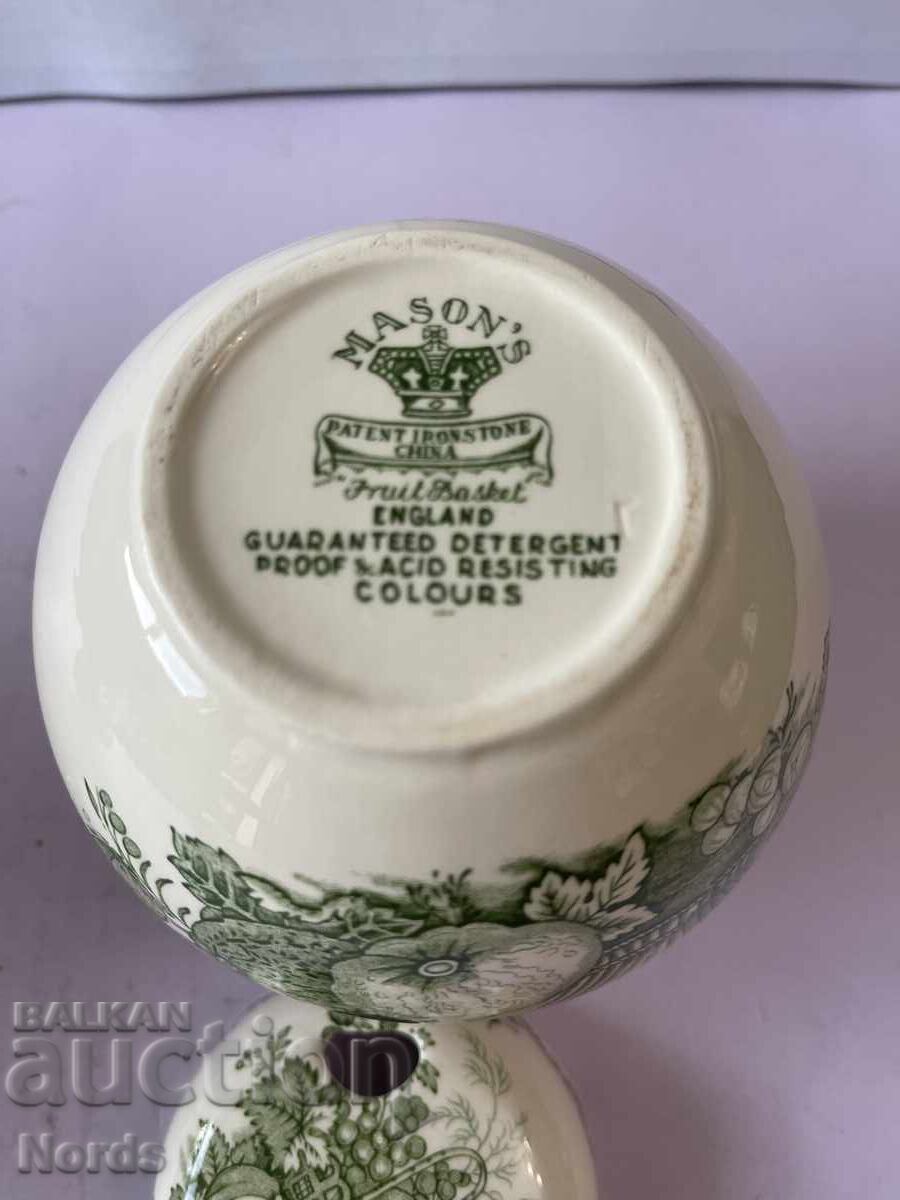 MASON'S
PATENT IRONSTONE
CHINA
"Fruit Basket"
ENGLAND
GUARANTEED DETERGENT
PROOF & ACID RESISTING
COLOURS
BALKAN
auction
Nords